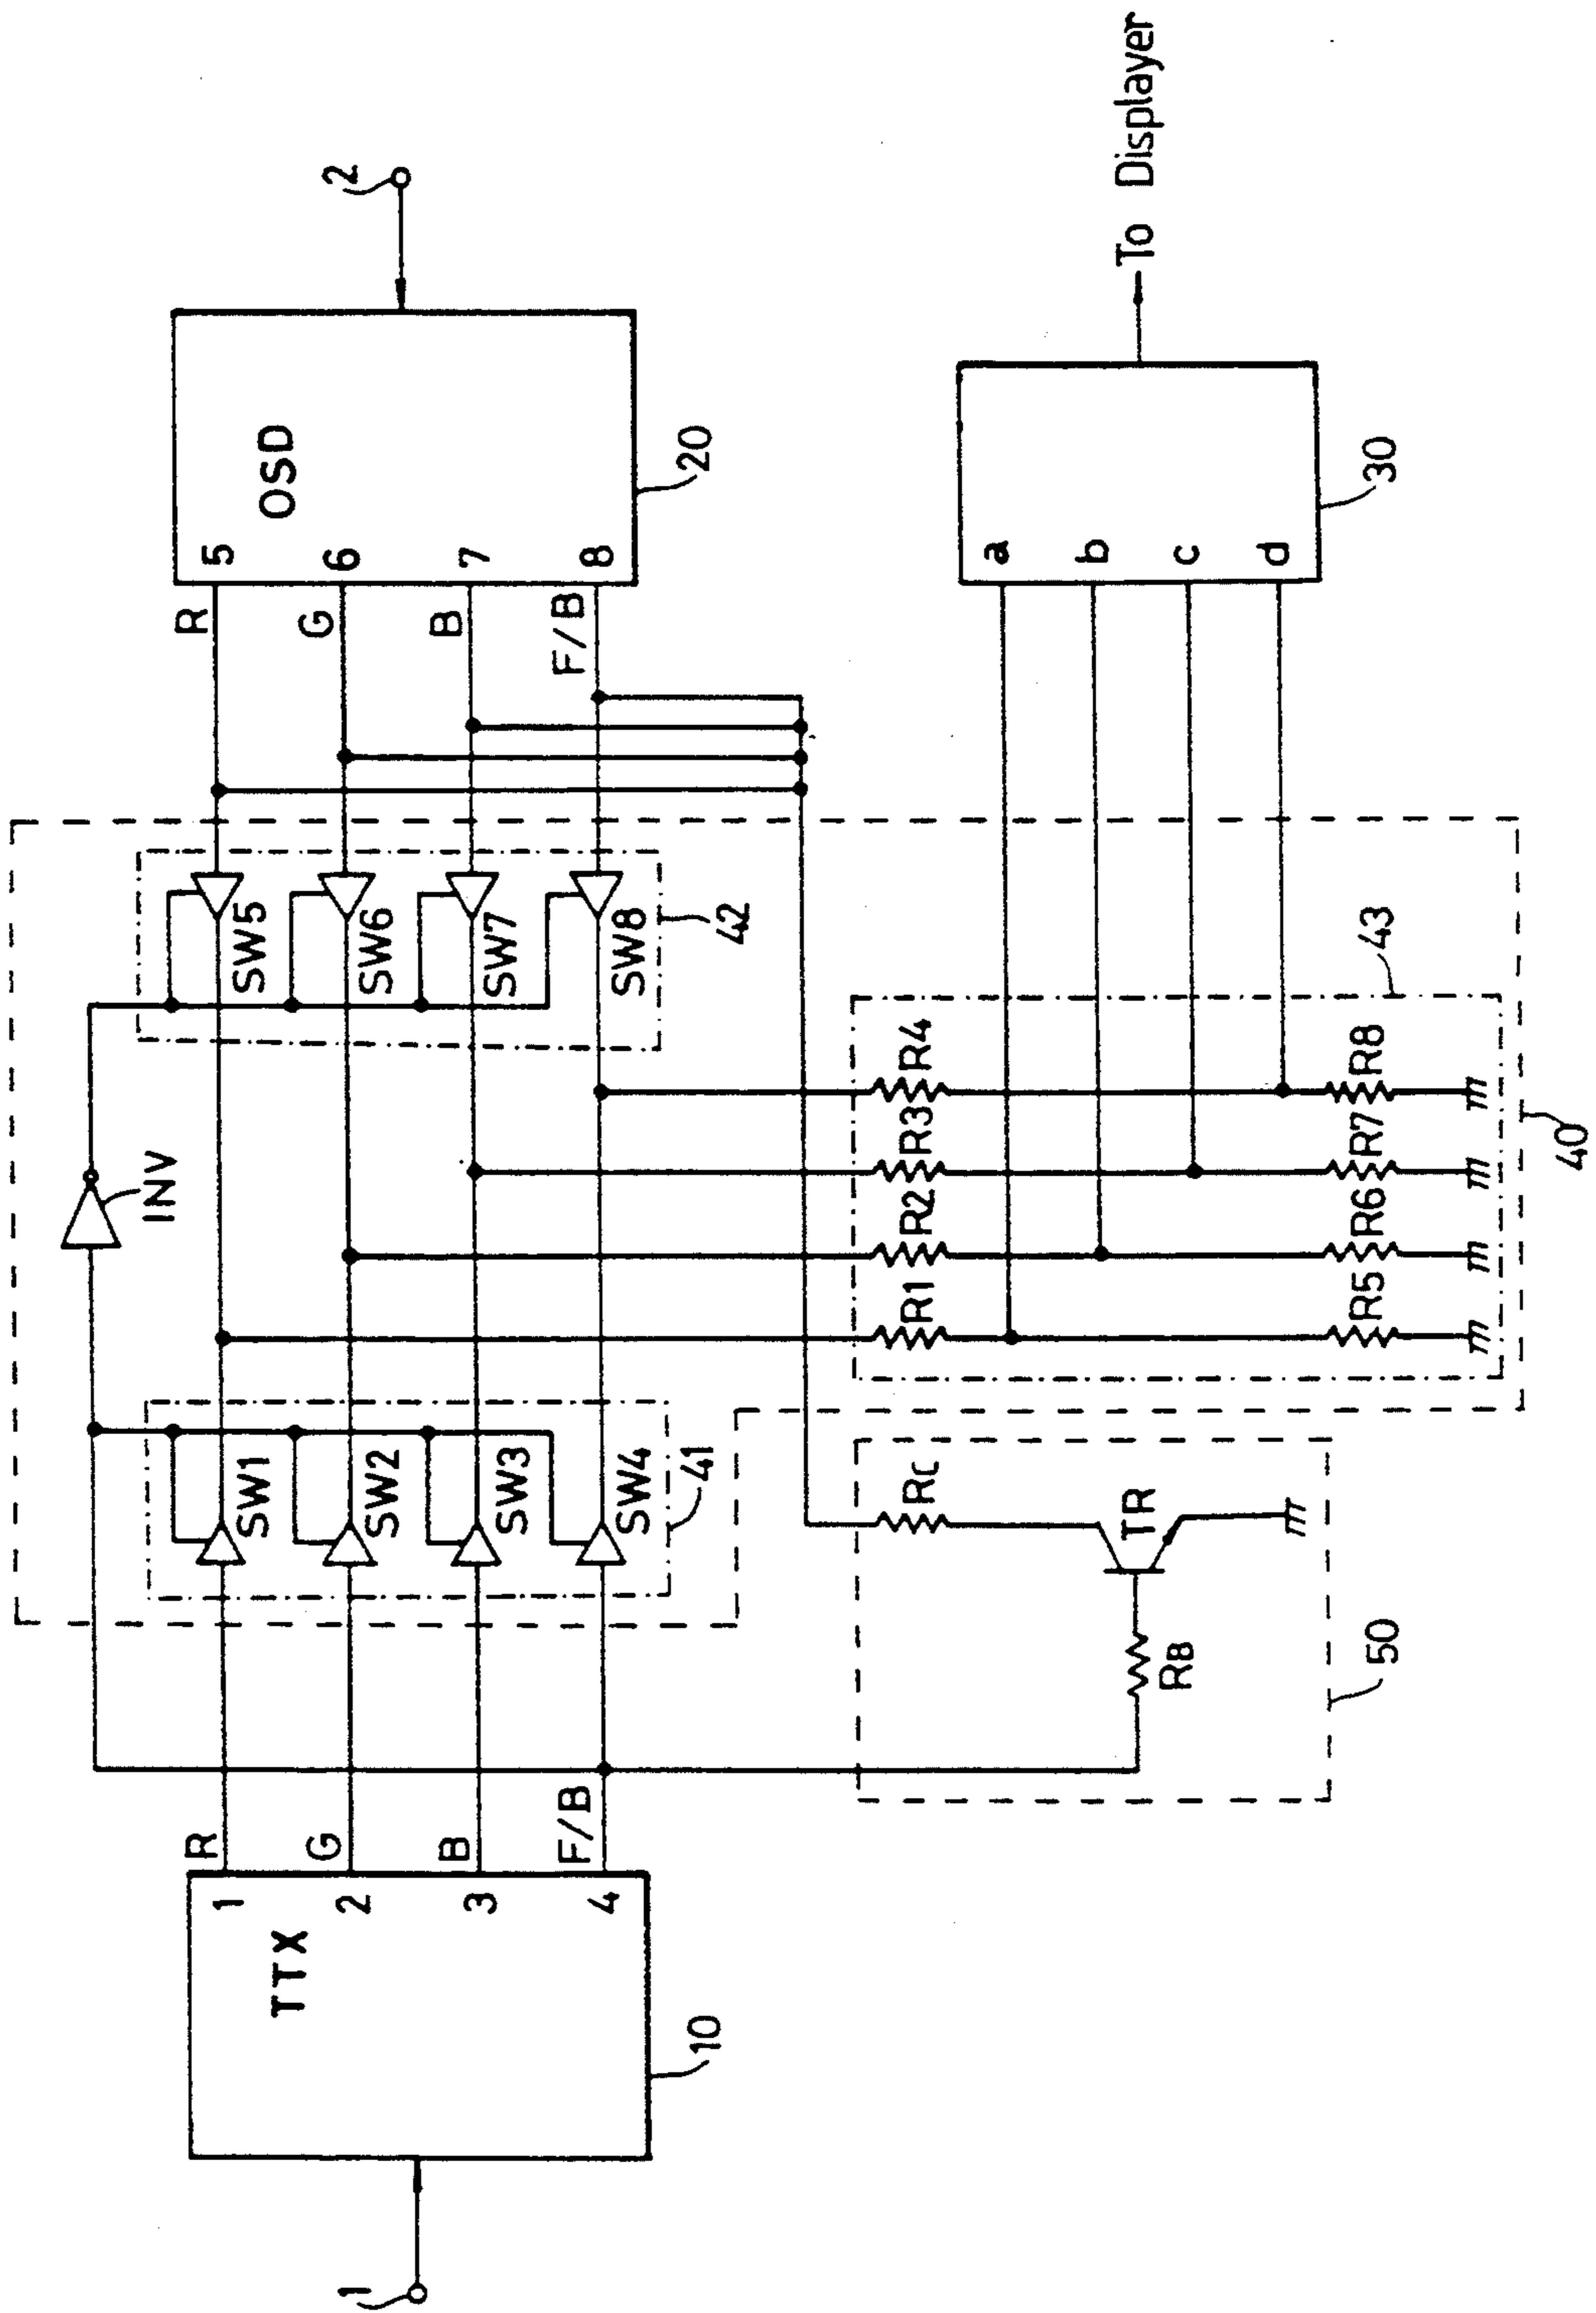 1
TTX
10
1 R
2 G
3 B
4 F/B
INV
SW1
SW2
SW3
SW4
41
SW5
SW6
SW7
SW8
42
R 5
G 6
B 7
F/B 8
OSD
20
2
RB
TR
RC
50
R1
R2
R3
R4
R5
R6
R7
R8
43
40
a
b
c
d
30
To Displayer